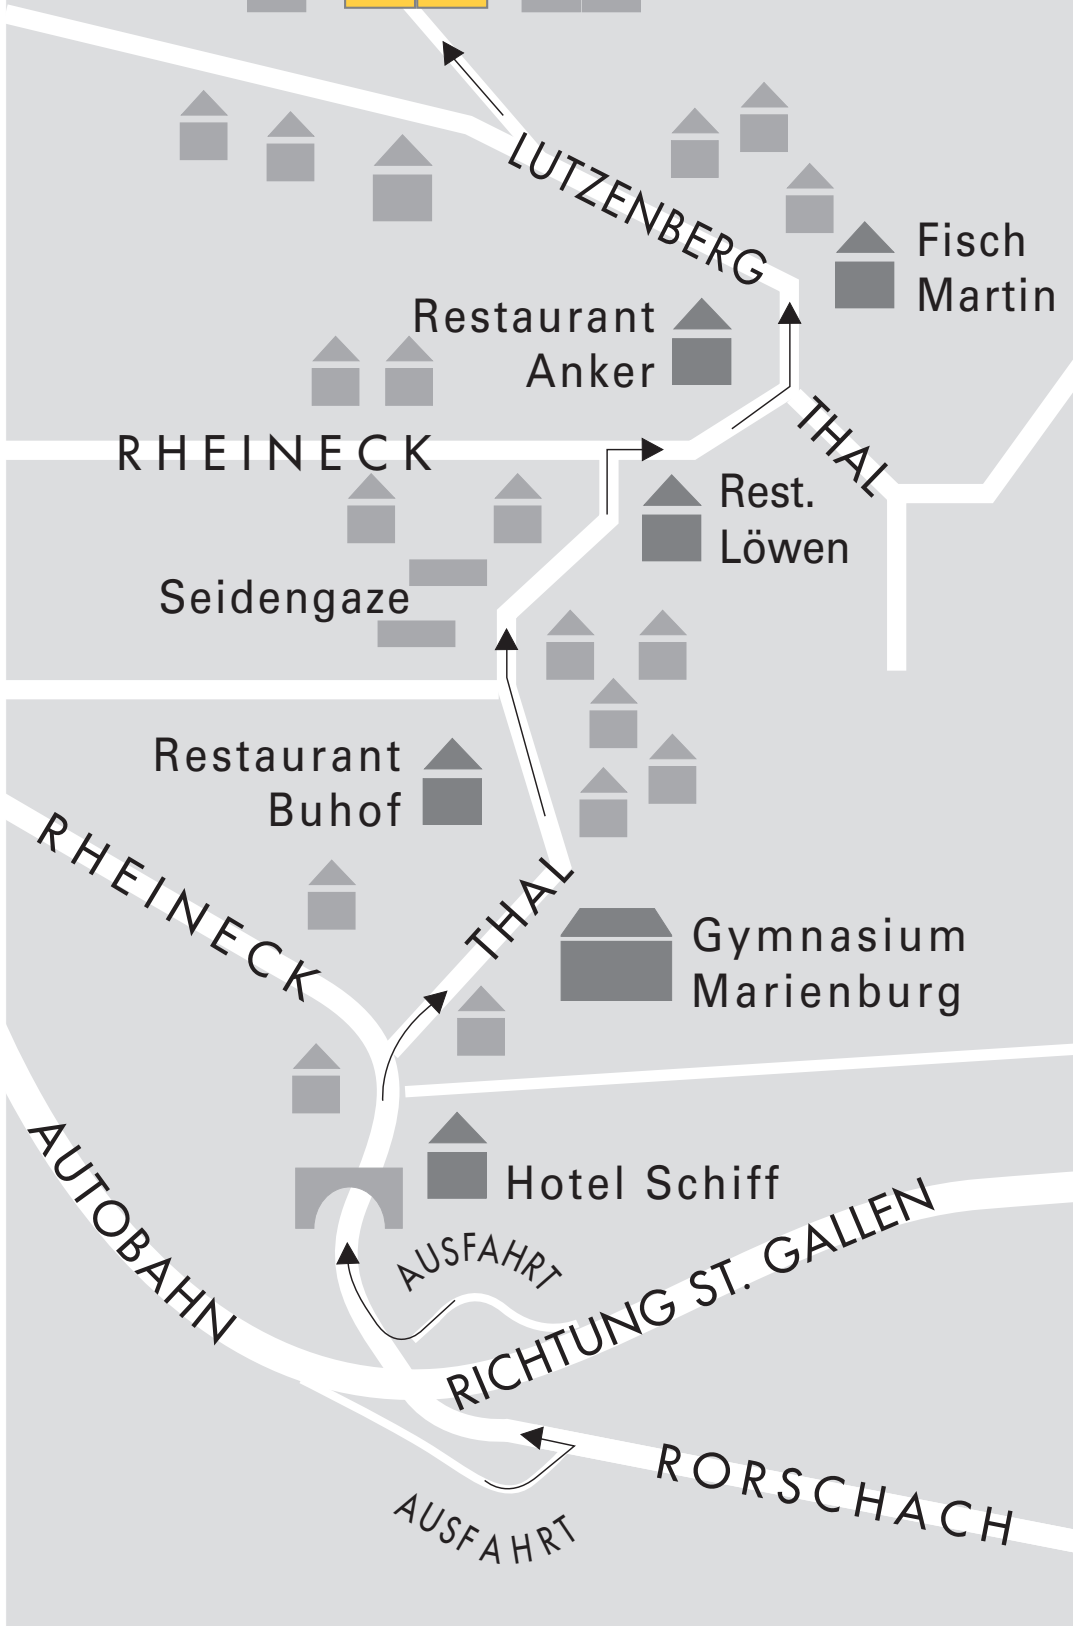 LUTZENBERG
Fisch
Martin
Restaurant
Anker
THAL
RHEINECK
Rest.
Löwen
Seidengaze
Restaurant
Buhof
RHEINECK
THAL
Gymnasium
Marienburg
AUTOBAHN
Hotel Schiff
AUSFAHRT
RICHTUNG ST. GALLEN
RORSCHACH
AUSFAHRT